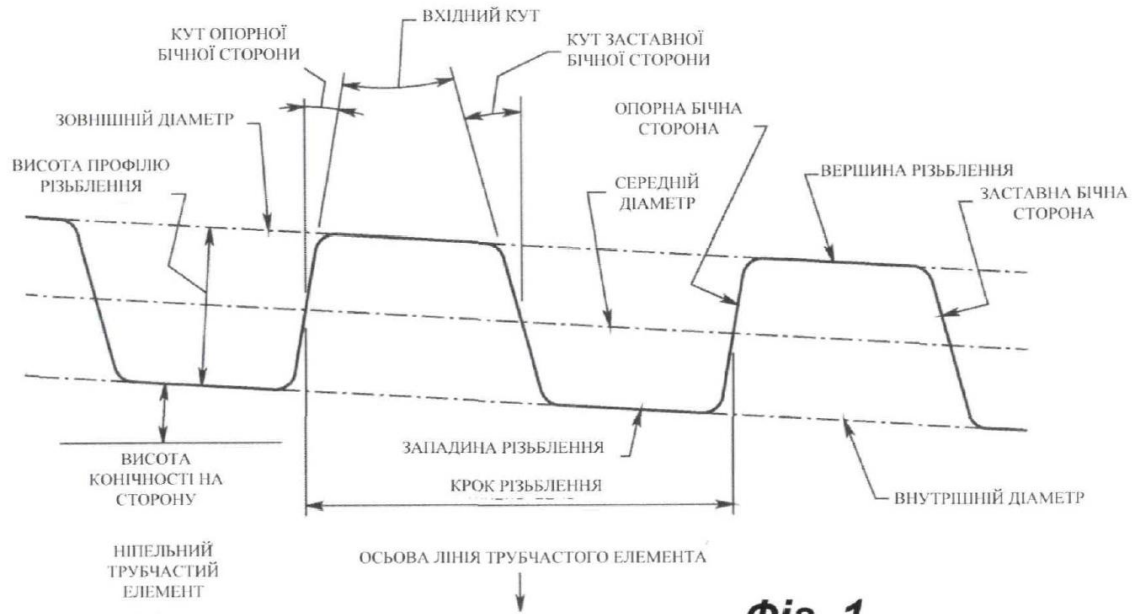 ВХІДНИЙ КУТ
КУТ ОПОРНОЇ
БІЧНОЇ СТОРОНИ
КУТ ЗАСТАВНОЇ
БІЧНОЇ СТОРОНИ
ЗОВНІШНІЙ ДІАМЕТР
ОПОРНА БІЧНА
СТОРОНА
ВИСОТА ПРОФІЛЮ
РІЗЬБЛЕННЯ
СЕРЕДНІЙ
ДІАМЕТР
ВЕРШИНА РІЗЬБЛЕННЯ
ЗАСТАВНА БІЧНА
СТОРОНА
ЗАПАДИНА РІЗЬБЛЕННЯ
ВИСОТА
КОНІЧНОСТІ НА
СТОРОНУ
КРОК РІЗЬБЛЕННЯ
ВНУТРІШНІЙ ДІАМЕТР
НІПЕЛЬНИЙ
ТРУБЧАСТИЙ
ЕЛЕМЕНТ
ОСЬОВА ЛІНІЯ ТРУБЧАСТОГО ЕЛЕМЕНТА
Фіг. 1